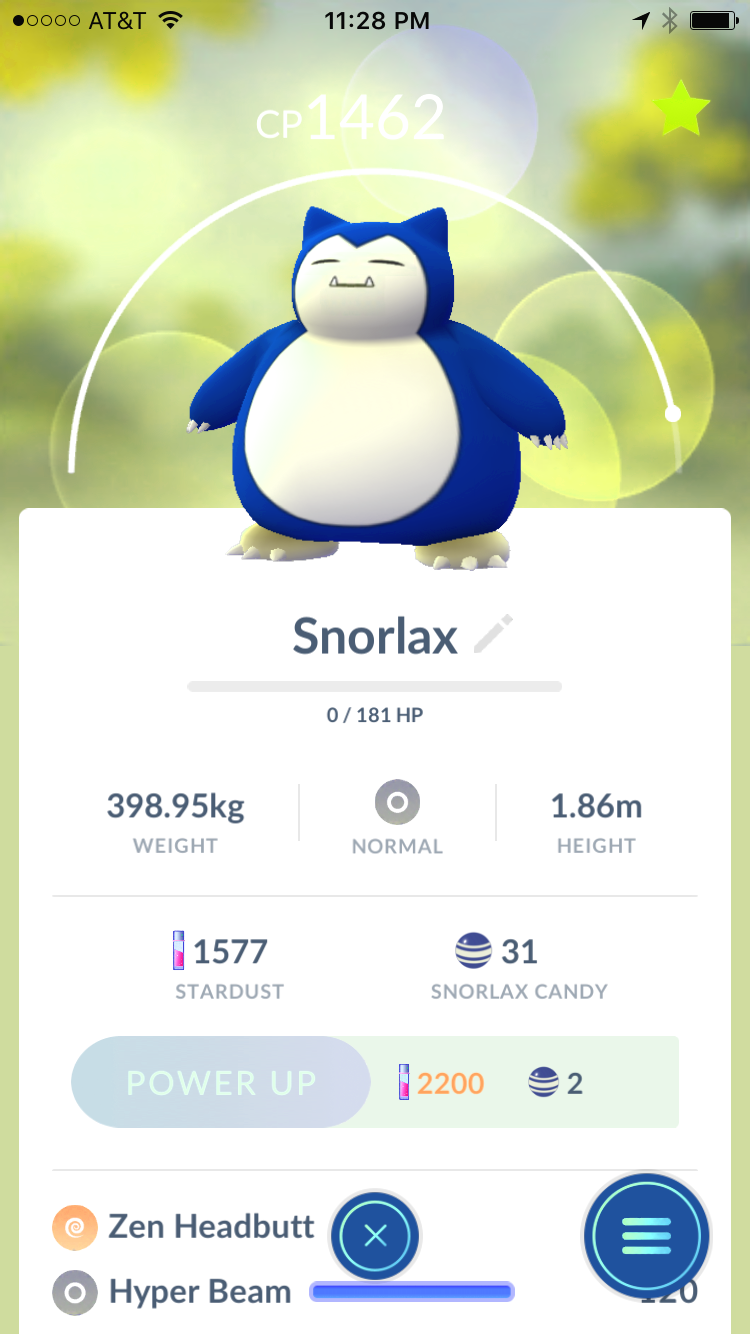 AT&T 11:28 PM
CP1462
Snorlax
0 / 181 HP
398.95kg
WEIGHT
NORMAL
1.86m
HEIGHT
1577
STARDUST
31
SNORLAX CANDY
POWER UP 2200 2
Zen Headbutt
Hyper Beam 120